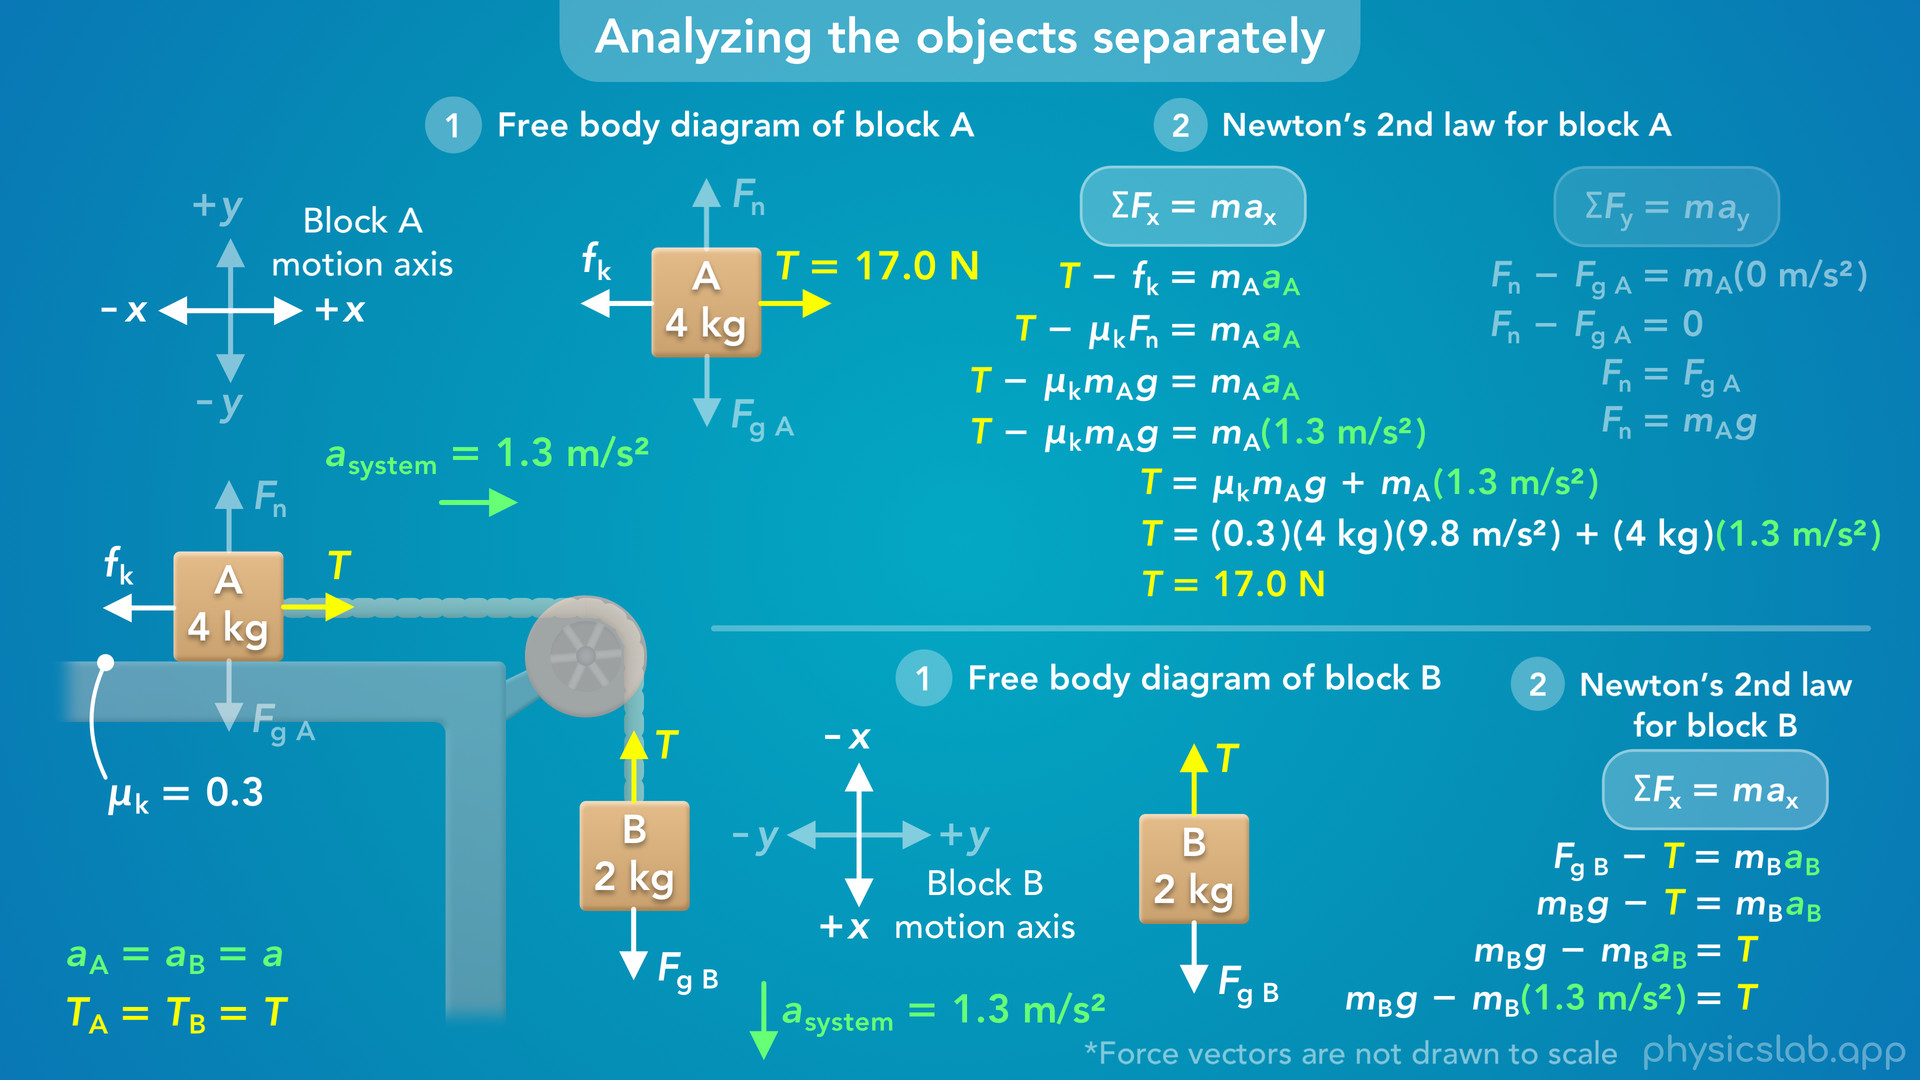 Analyzing the objects separately
1 Free body diagram of block A
+y
Block A
motion axis
-x
+x
-y
Fn
fk
A
4 kg
T = 17.0 N
Fg A
2 Newton's 2nd law for block A
ΣFx = max
T − fk = mAaA
T − μkFn = mAaA
T − μkmAg = mAaA
T − μkmAg = mA(1.3 m/s²)
T = μkmAg + mA(1.3 m/s²)
T = (0.3)(4 kg)(9.8 m/s²) + (4 kg)(1.3 m/s²)
T = 17.0 N
ΣFy = may
Fn − Fg A = mA(0 m/s²)
Fn − Fg A = 0
Fn = Fg A
Fn = mAg
asystem = 1.3 m/s²
Fn
fk
A
4 kg
T
Fg A
μk = 0.3
T
B
2 kg
Fg B
aA = aB = a
TA = TB = T
1 Free body diagram of block B
-x
-y
+y
+x
Block B
motion axis
asystem = 1.3 m/s²
T
B
2 kg
Fg B
2 Newton's 2nd law
for block B
ΣFx = max
Fg B − T = mBaB
mBg − T = mBaB
mBg − mBaB = T
mBg − mB(1.3 m/s²) = T
*Force vectors are not drawn to scale
physicslab.app